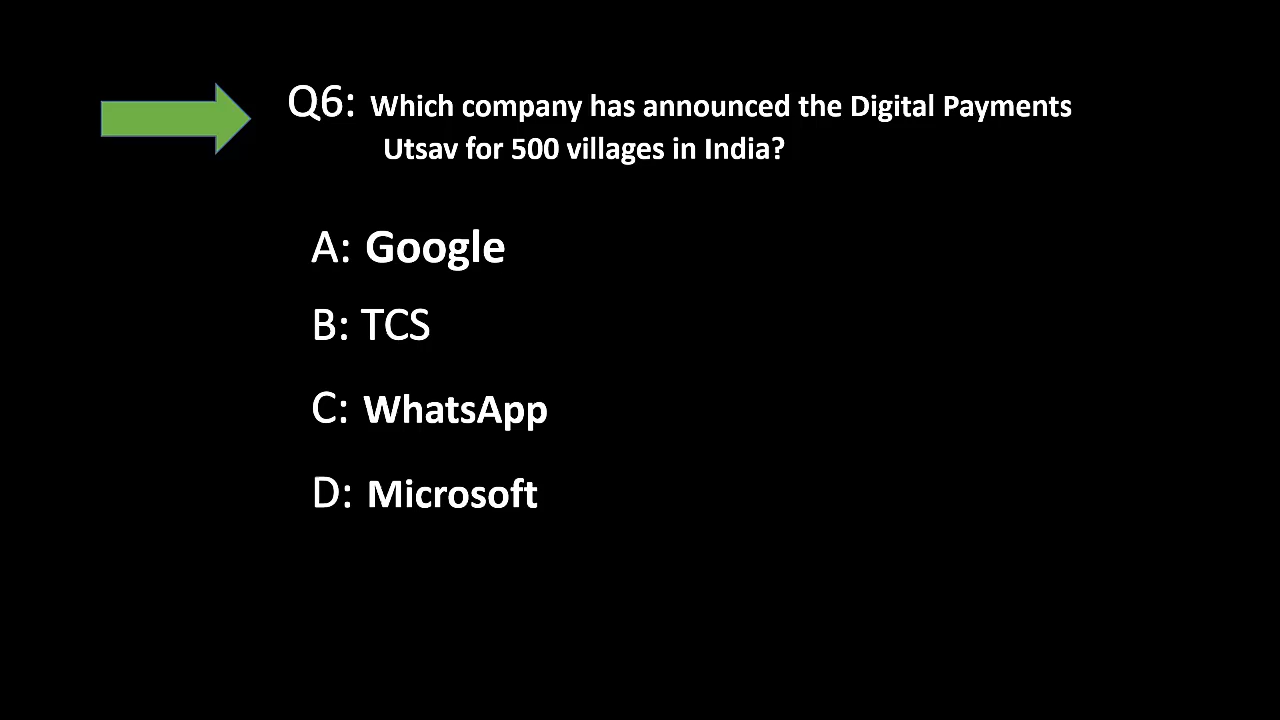 Q6: Which company has announced the Digital Payments
Utsav for 500 villages in India?
A: Google
B: TCS
C: WhatsApp
D: Microsoft